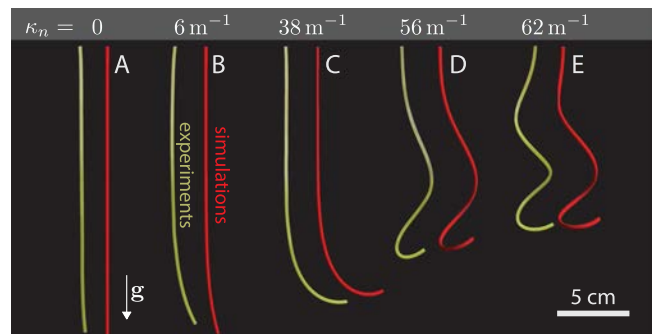 κₙ = 0 6 m⁻¹ 38 m⁻¹ 56 m⁻¹ 62 m⁻¹
A B C D E
experiments
simulations
g
5 cm